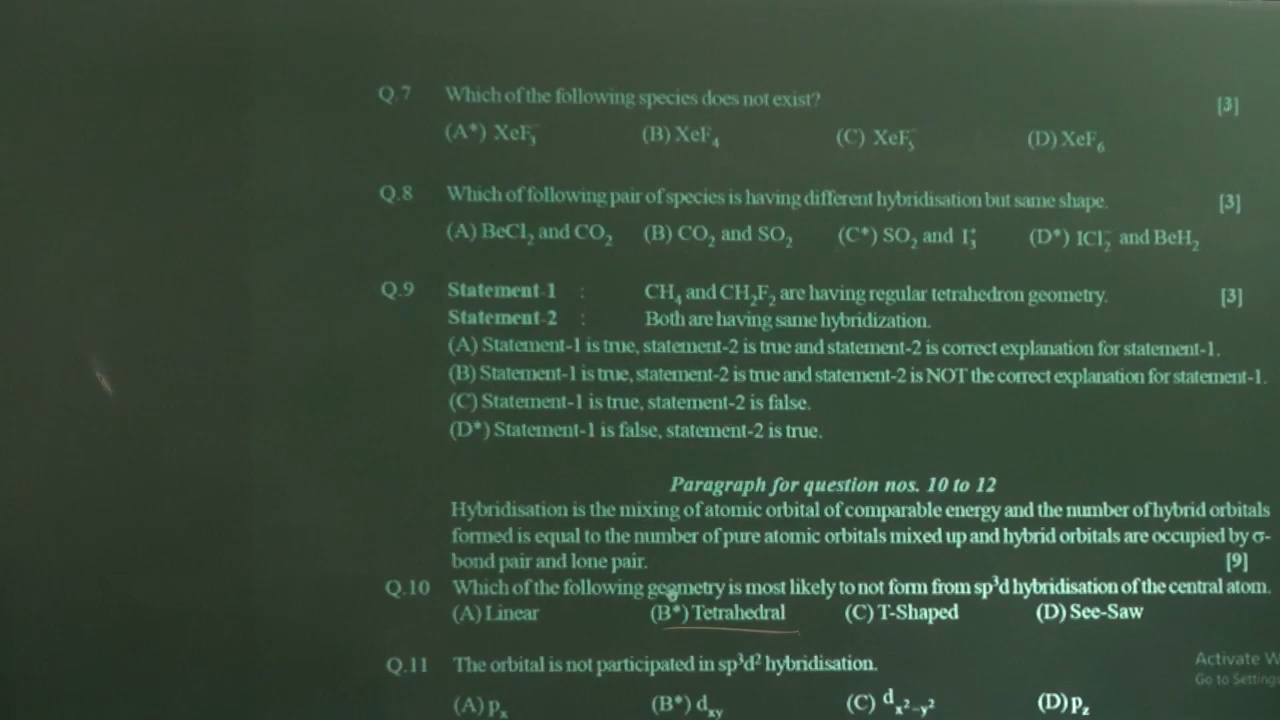 Q.7 Which of the following species does not exist? [3]
(A*) XeF₃⁻ (B) XeF₄ (C) XeF₅⁻ (D) XeF₆
Q.8 Which of following pair of species is having different hybridisation but same shape. [3]
(A) BeCl₂ and CO₂ (B) CO₂ and SO₂ (C*) SO₂ and I₃⁺ (D*) ICl₂⁻ and BeH₂
Q.9 Statement-1 : CH₄ and CH₂F₂ are having regular tetrahedron geometry. [3]
Statement-2 : Both are having same hybridization.
(A) Statement-1 is true, statement-2 is true and statement-2 is correct explanation for statement-1.
(B) Statement-1 is true, statement-2 is true and statement-2 is NOT the correct explanation for statement-1.
(C) Statement-1 is true, statement-2 is false.
(D*) Statement-1 is false, statement-2 is true.
Paragraph for question nos. 10 to 12
Hybridisation is the mixing of atomic orbital of comparable energy and the number of hybrid orbitals
formed is equal to the number of pure atomic orbitals mixed up and hybrid orbitals are occupied by σ-
bond pair and lone pair. [9]
Q.10 Which of the following geometry is most likely to not form from sp³d hybridisation of the central atom.
(A) Linear (B*) Tetrahedral (C) T-Shaped (D) See-Saw
Q.11 The orbital is not participated in sp³d² hybridisation.
Activate W
Go to Settings
(A) pₓ (B*) d_xy (C) d_x²−y² (D) p_z